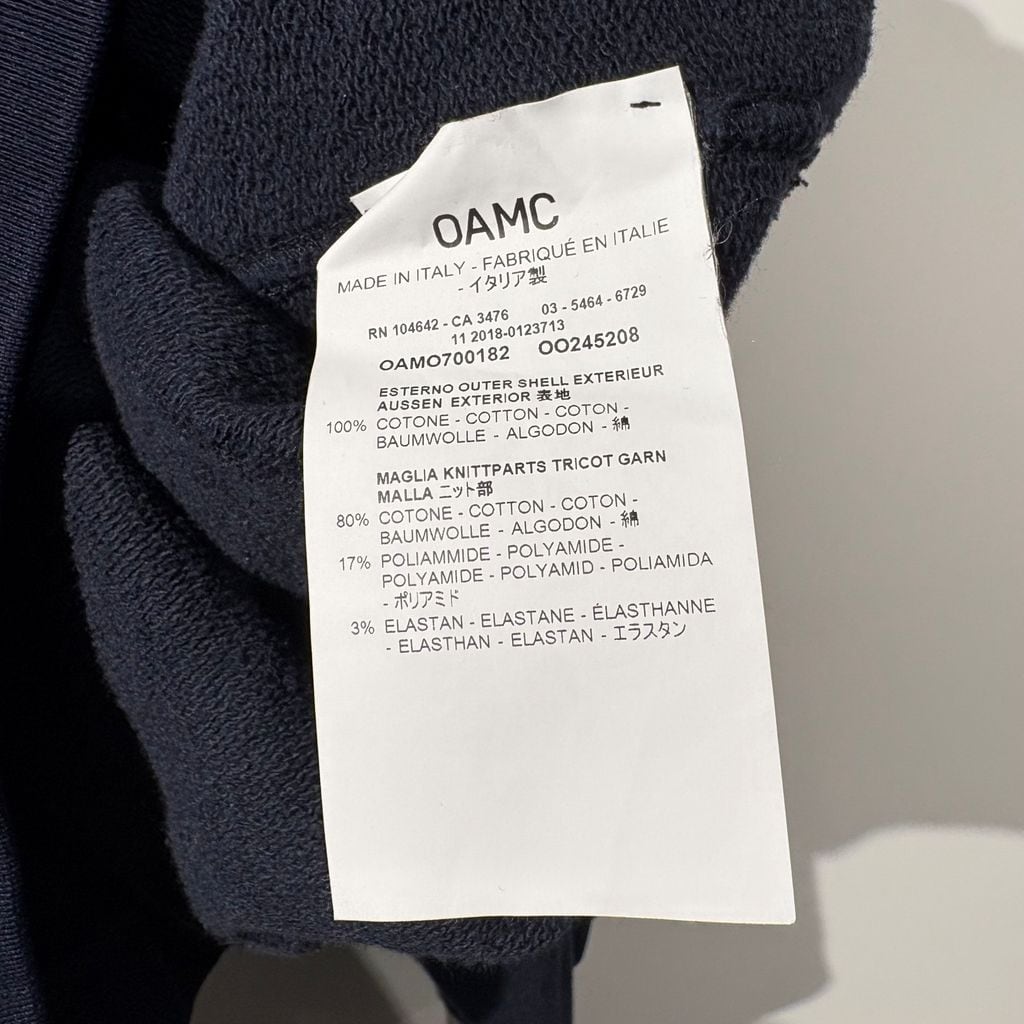 OAMC
MADE IN ITALY - FABRIQUÉ EN ITALIE
- イタリア製
RN 104642 - CA 3476 03 - 5464 - 6729
11 2018-0123713
OAMO700182 OO245208
ESTERNO OUTER SHELL EXTERIEUR
AUSSEN EXTERIOR 表地
100% COTONE - COTTON - COTON -
BAUMWOLLE - ALGODON - 綿
MAGLIA KNITTPARTS TRICOT GARN
MALLA ニット部
80% COTONE - COTTON - COTON -
BAUMWOLLE - ALGODON - 綿
17% POLIAMMIDE - POLYAMIDE -
POLYAMIDE - POLYAMID - POLIAMIDA
- ポリアミド
3% ELASTAN - ELASTANE - ÉLASTHANNE
- ELASTHAN - ELASTAN - エラスタン